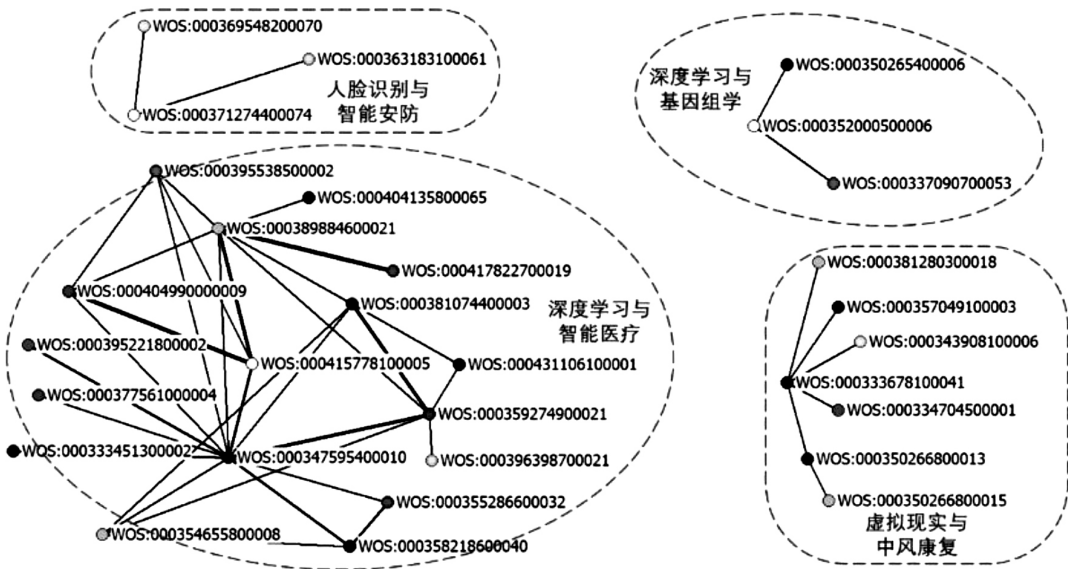 WOS:000369548200070
WOS:000363183100061
人脸识别与
智能安防
WOS:000371274400074
WOS:000350265400006
深度学习与
基因组学
WOS:000352000500006
WOS:000337090700053
WOS:000395538500002
WOS:000404135800065
WOS:000389884600021
WOS:000417822700019
WOS:000404990000009
WOS:000381074400003
深度学习与
智能医疗
WOS:000395221800002
WOS:000415778100005
WOS:000431106100001
WOS:000377561000004
WOS:000359274900021
WOS:000333451300002
WOS:000347595400010
WOS:000396398700021
WOS:000355286600032
WOS:000354655800008
WOS:000358218600040
WOS:000381280300018
WOS:000357049100003
WOS:000343908100006
WOS:000333678100041
WOS:000334704500001
WOS:000350266800013
WOS:000350266800015
虚拟现实与
中风康复